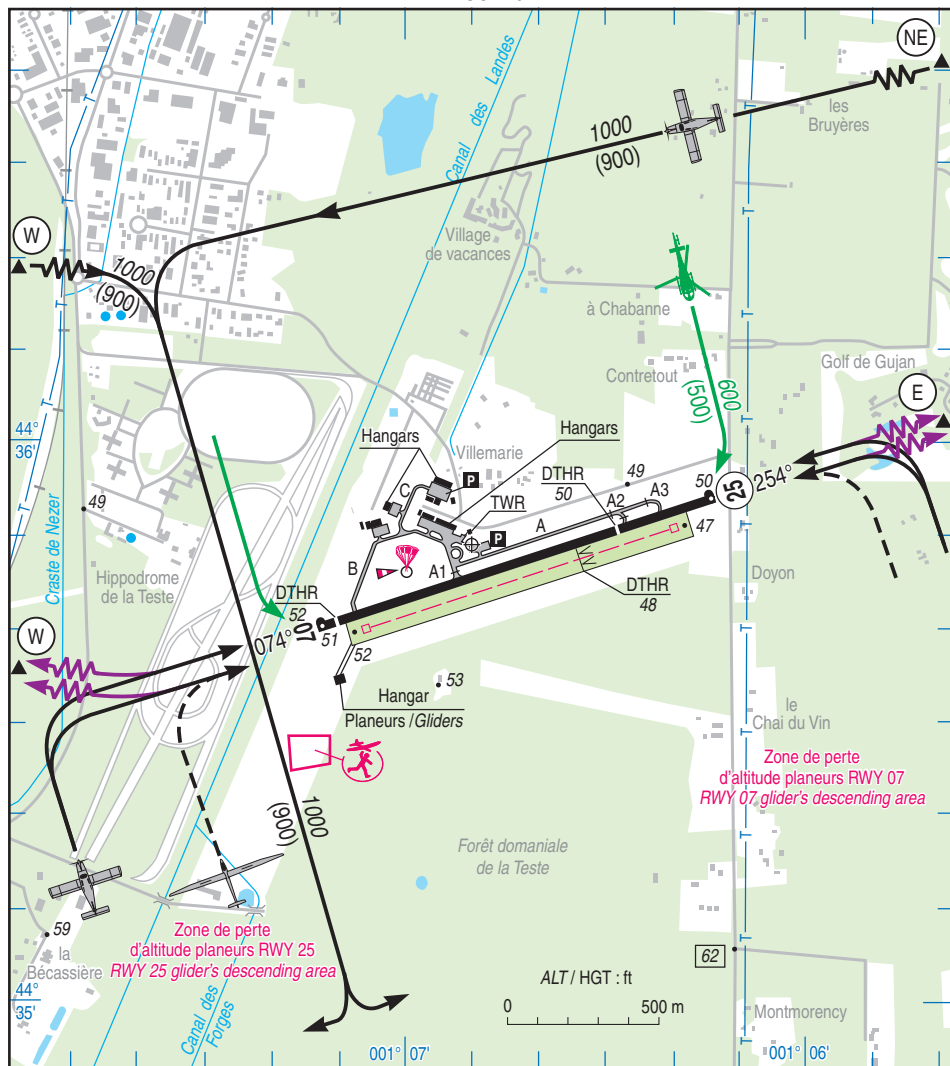 NE
les
Bruyères
1000
(900)
Canal des Landes
W
1000
(900)
Village
de vacances
à Chabanne
Contretout
600
(500)
Golf de Gujan
E
44°
36'
Hangars
Hangars
Villemarie
P
DTHR
50
49
A3
A2
50
25
254°
TWR
C
A
P
47
49
Craste de Nezer
B
A1
DTHR
48
Hippodrome
de la Teste
DTHR
52
51
07
074°
Doyon
W
52
53
Hangar
Planeurs / Gliders
le
Chai du Vin
Zone de perte
d'altitude planeurs RWY 07
RWY 07 glider's descending area
1000
(900)
Forêt domaniale
de la Teste
59
la
Bécassière
Zone de perte
d'altitude planeurs RWY 25
RWY 25 glider's descending area
62
44°
35'
Canal des
Forges
ALT / HGT : ft
0 500 m
Montmorency
001° 07'
001° 06'